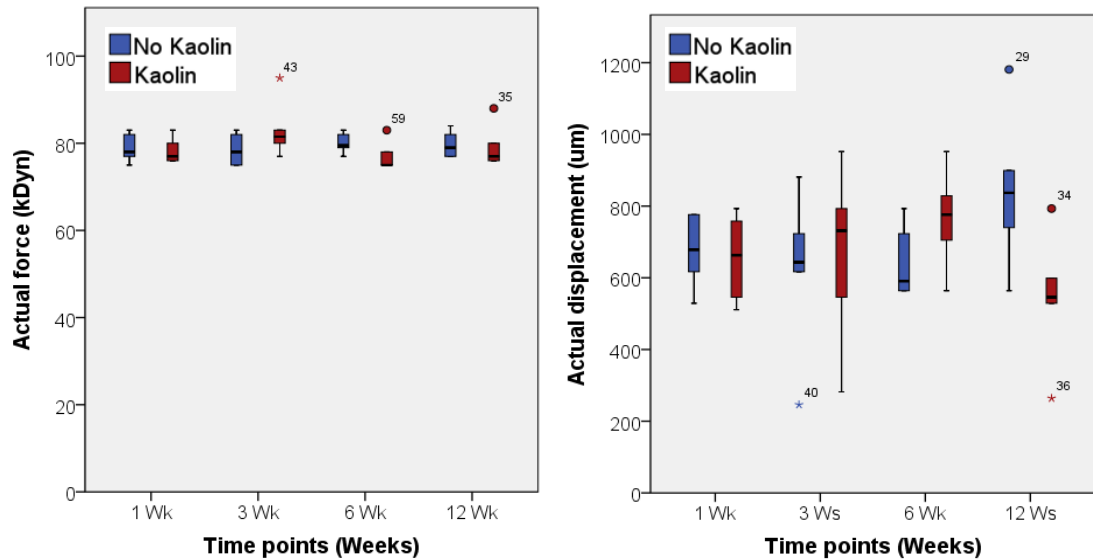 No Kaolin
Kaolin
100
80
60
40
20
0
43
59
35
Actual force (kDyn)
1 Wk 3 Wk 6 Wk 12 Wk
Time points (Weeks)
No Kaolin
Kaolin
1200
1000
800
600
400
200
0
29
34
40
36
Actual displacement (um)
1 Wk 3 Ws 6 Wk 12 Ws
Time points (Weeks)